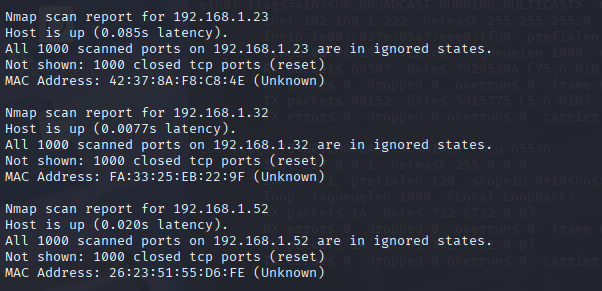 Nmap scan report for 192.168.1.23
Host is up (0.085s latency).
All 1000 scanned ports on 192.168.1.23 are in ignored states.
Not shown: 1000 closed tcp ports (reset)
MAC Address: 42:37:8A:F8:C8:4E (Unknown)
Nmap scan report for 192.168.1.32
Host is up (0.0077s latency).
All 1000 scanned ports on 192.168.1.32 are in ignored states.
Not shown: 1000 closed tcp ports (reset)
MAC Address: FA:33:25:EB:22:9F (Unknown)
Nmap scan report for 192.168.1.52
Host is up (0.020s latency).
All 1000 scanned ports on 192.168.1.52 are in ignored states.
Not shown: 1000 closed tcp ports (reset)
MAC Address: 26:23:51:55:D6:FE (Unknown)